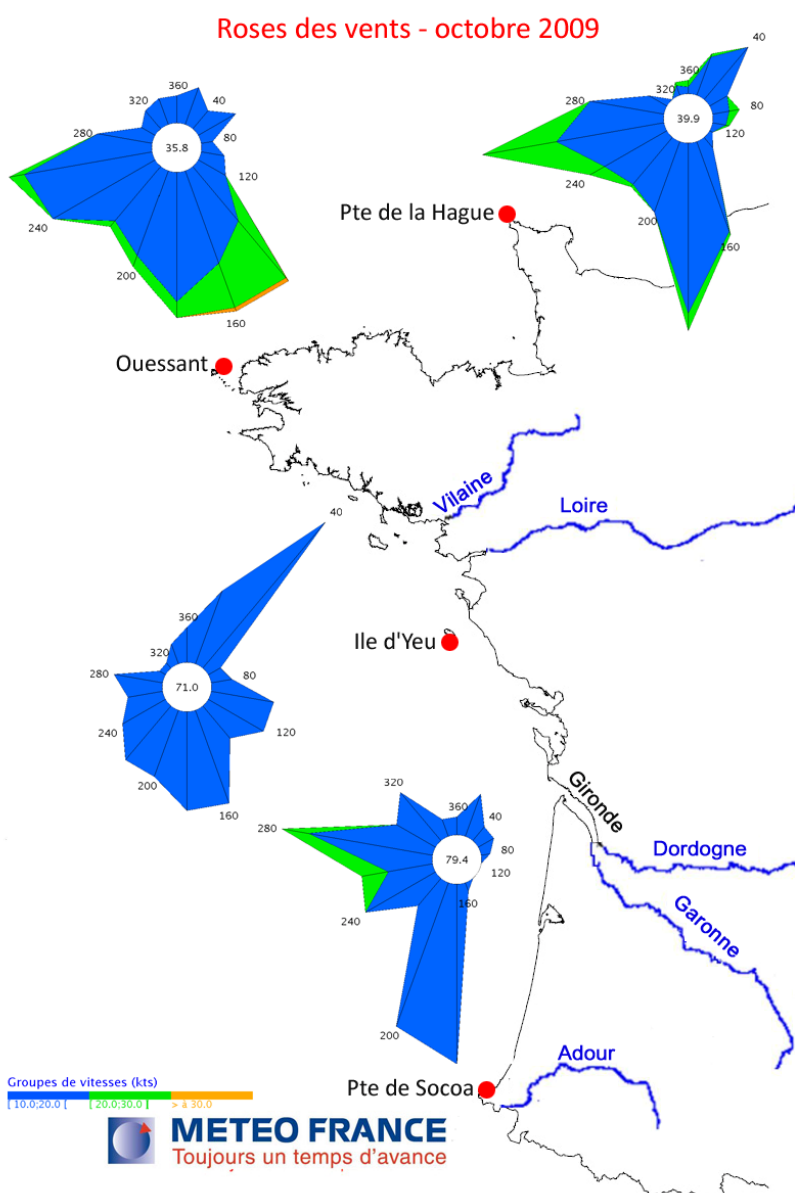 Roses des vents - octobre 2009
360
40
320
80
280
35.8
120
240
200
160
40
360
320
280
80
39.9
120
240
200
160
Pte de la Hague
Ouessant
Vilaine
Loire
40
360
320
280
80
71.0
240
120
200
160
Ile d'Yeu
Gironde
320
360
40
280
79.4
80
120
240
160
200
Dordogne
Garonne
Adour
Pte de Socoa
Groupes de vitesses (kts)
[ 10.0;20.0 [ [ 20.0;30.0 [ > à 30.0
METEO FRANCE
Toujours un temps d'avance